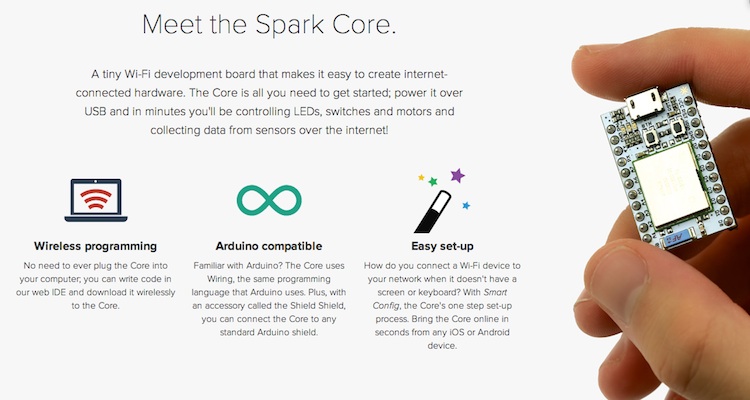 Meet the Spark Core.
A tiny Wi-Fi development board that makes it easy to create internet-
connected hardware. The Core is all you need to get started; power it over
USB and in minutes you'll be controlling LEDs, switches and motors and
collecting data from sensors over the internet!
Wireless programming
No need to ever plug the Core into
your computer; you can write code in
our web IDE and download it wirelessly
to the Core.
Arduino compatible
Familiar with Arduino? The Core uses
Wiring, the same programming
language that Arduino uses. Plus, with
an accessory called the Shield Shield,
you can connect the Core to any
standard Arduino shield.
Easy set-up
How do you connect a Wi-Fi device to
your network when it doesn't have a
screen or keyboard? With Smart
Config, the Core's one step set-up
process. Bring the Core online in
seconds from any iOS or Android
device.